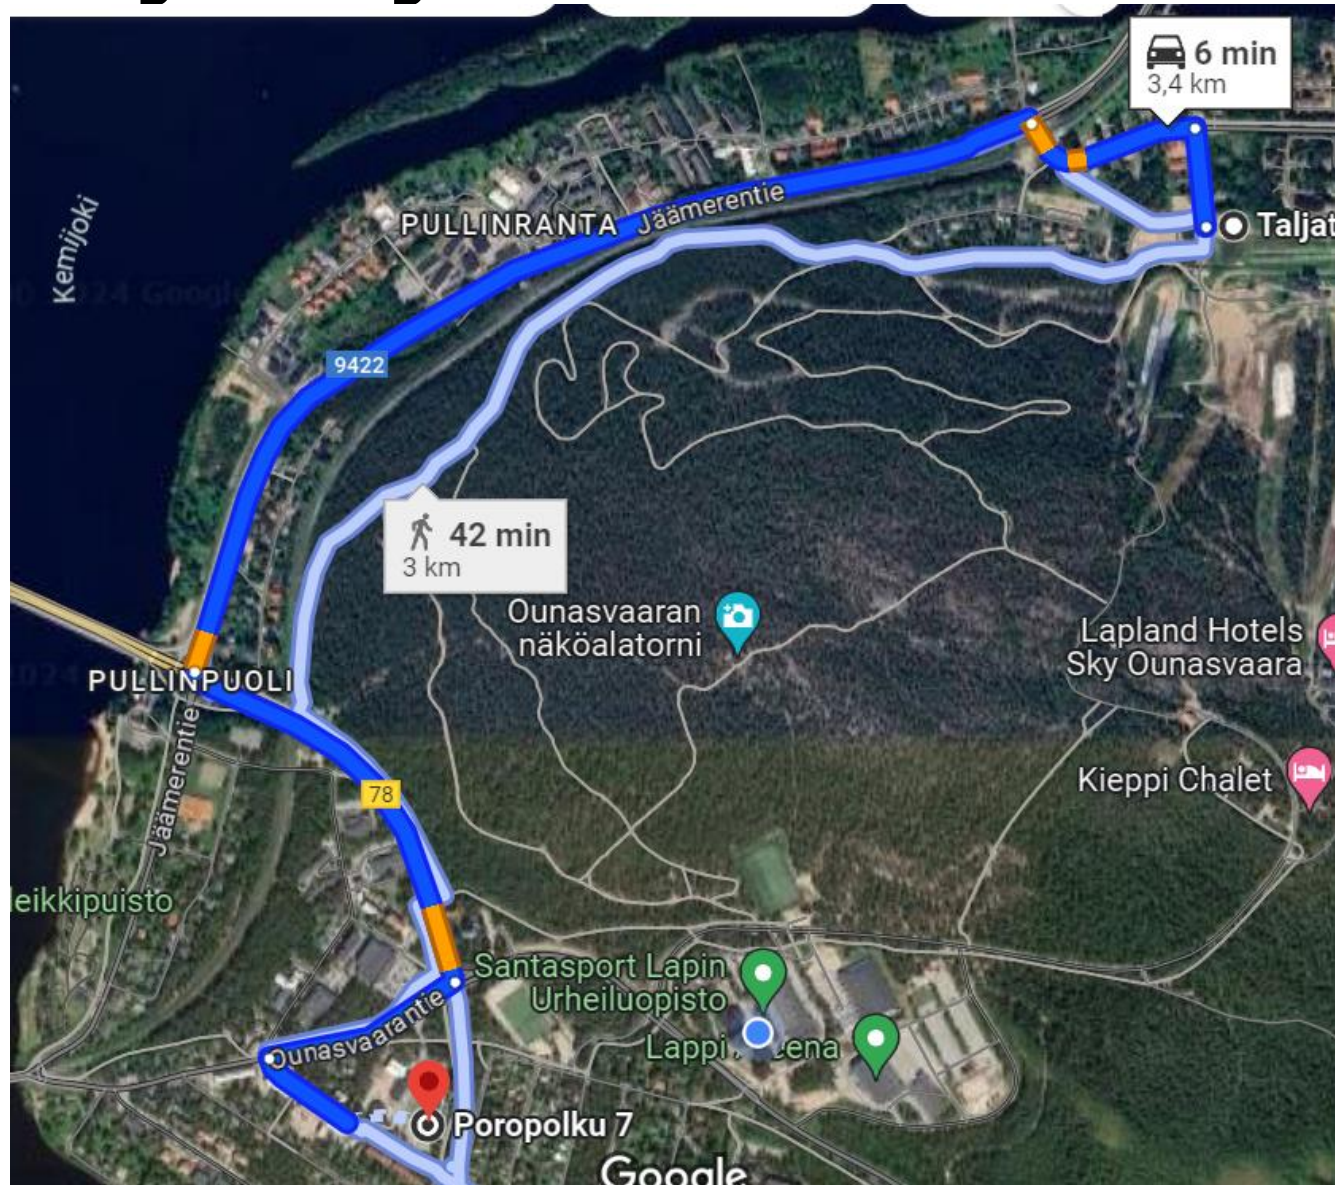 6 min
3,4 km
PULLINRANTA
Jäämerentie
Taljat
Kemijoki
9422
42 min
3 km
Ounasvaaran
näköalatorni
Lapland Hotels
Sky Ounasvaara
PULLINPUOLI
Jäämerentie
78
Kieppi Chalet
leikkipuisto
Santasport Lapin
Urheiluopisto
Lappi
Ounasvaarantie
Poropolku 7
Google